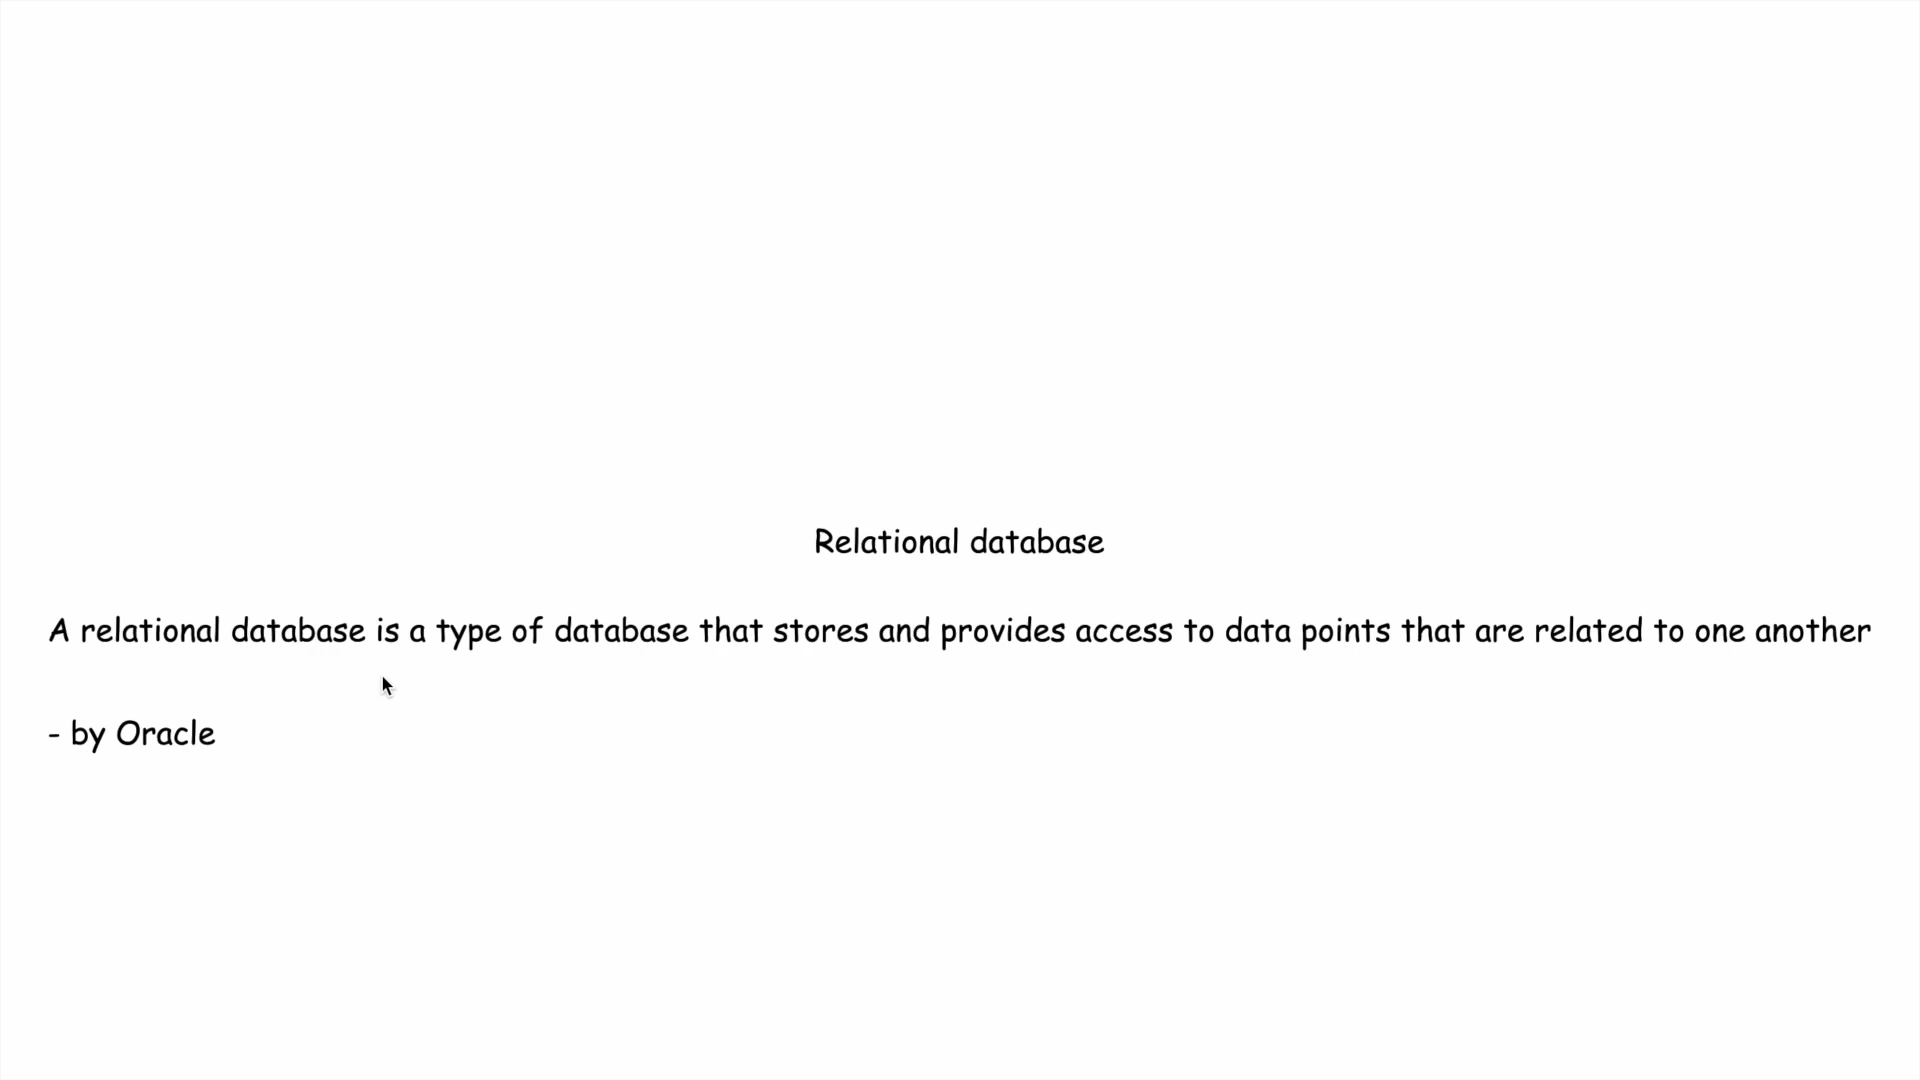 Relational database
A relational database is a type of database that stores and provides access to data points that are related to one another
- by Oracle